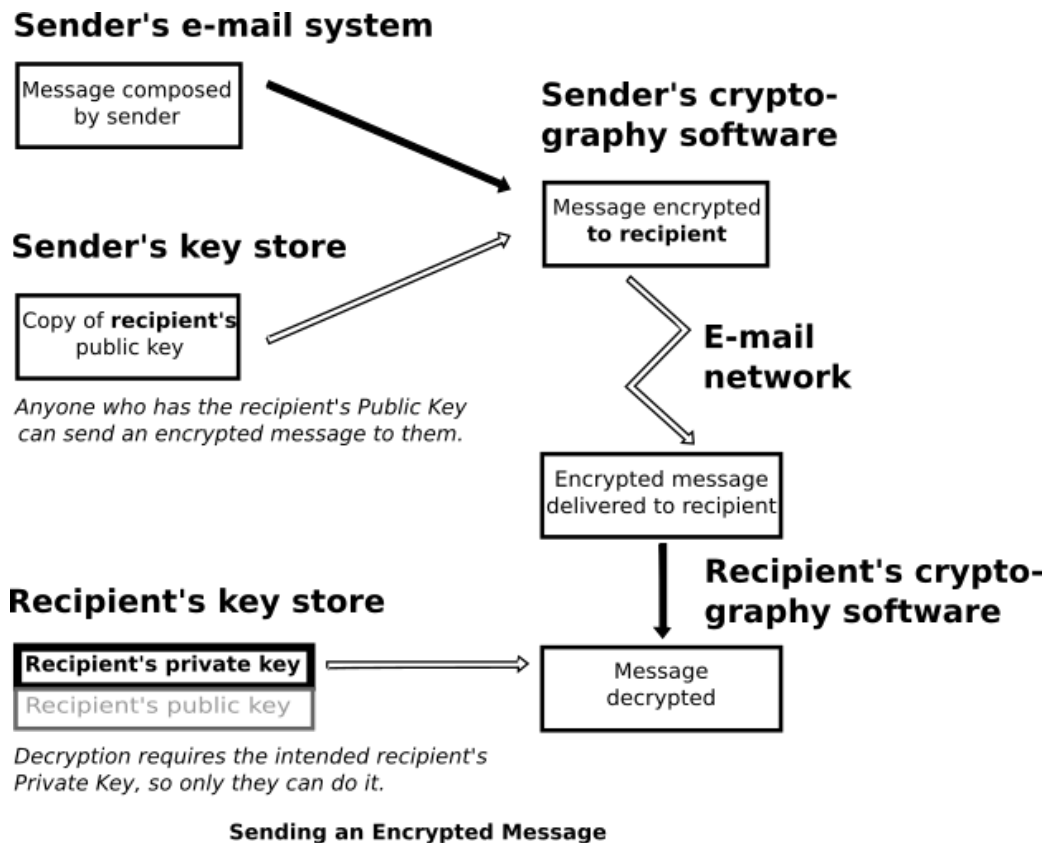 Sender's e-mail system
Message composed
by sender
Sender's crypto-
graphy software
Message encrypted
to recipient
Sender's key store
Copy of recipient's
public key
Anyone who has the recipient's Public Key
can send an encrypted message to them.
E-mail
network
Encrypted message
delivered to recipient
Recipient's crypto-
graphy software
Recipient's key store
Recipient's private key
Recipient's public key
Message
decrypted
Decryption requires the intended recipient's
Private Key, so only they can do it.
Sending an Encrypted Message